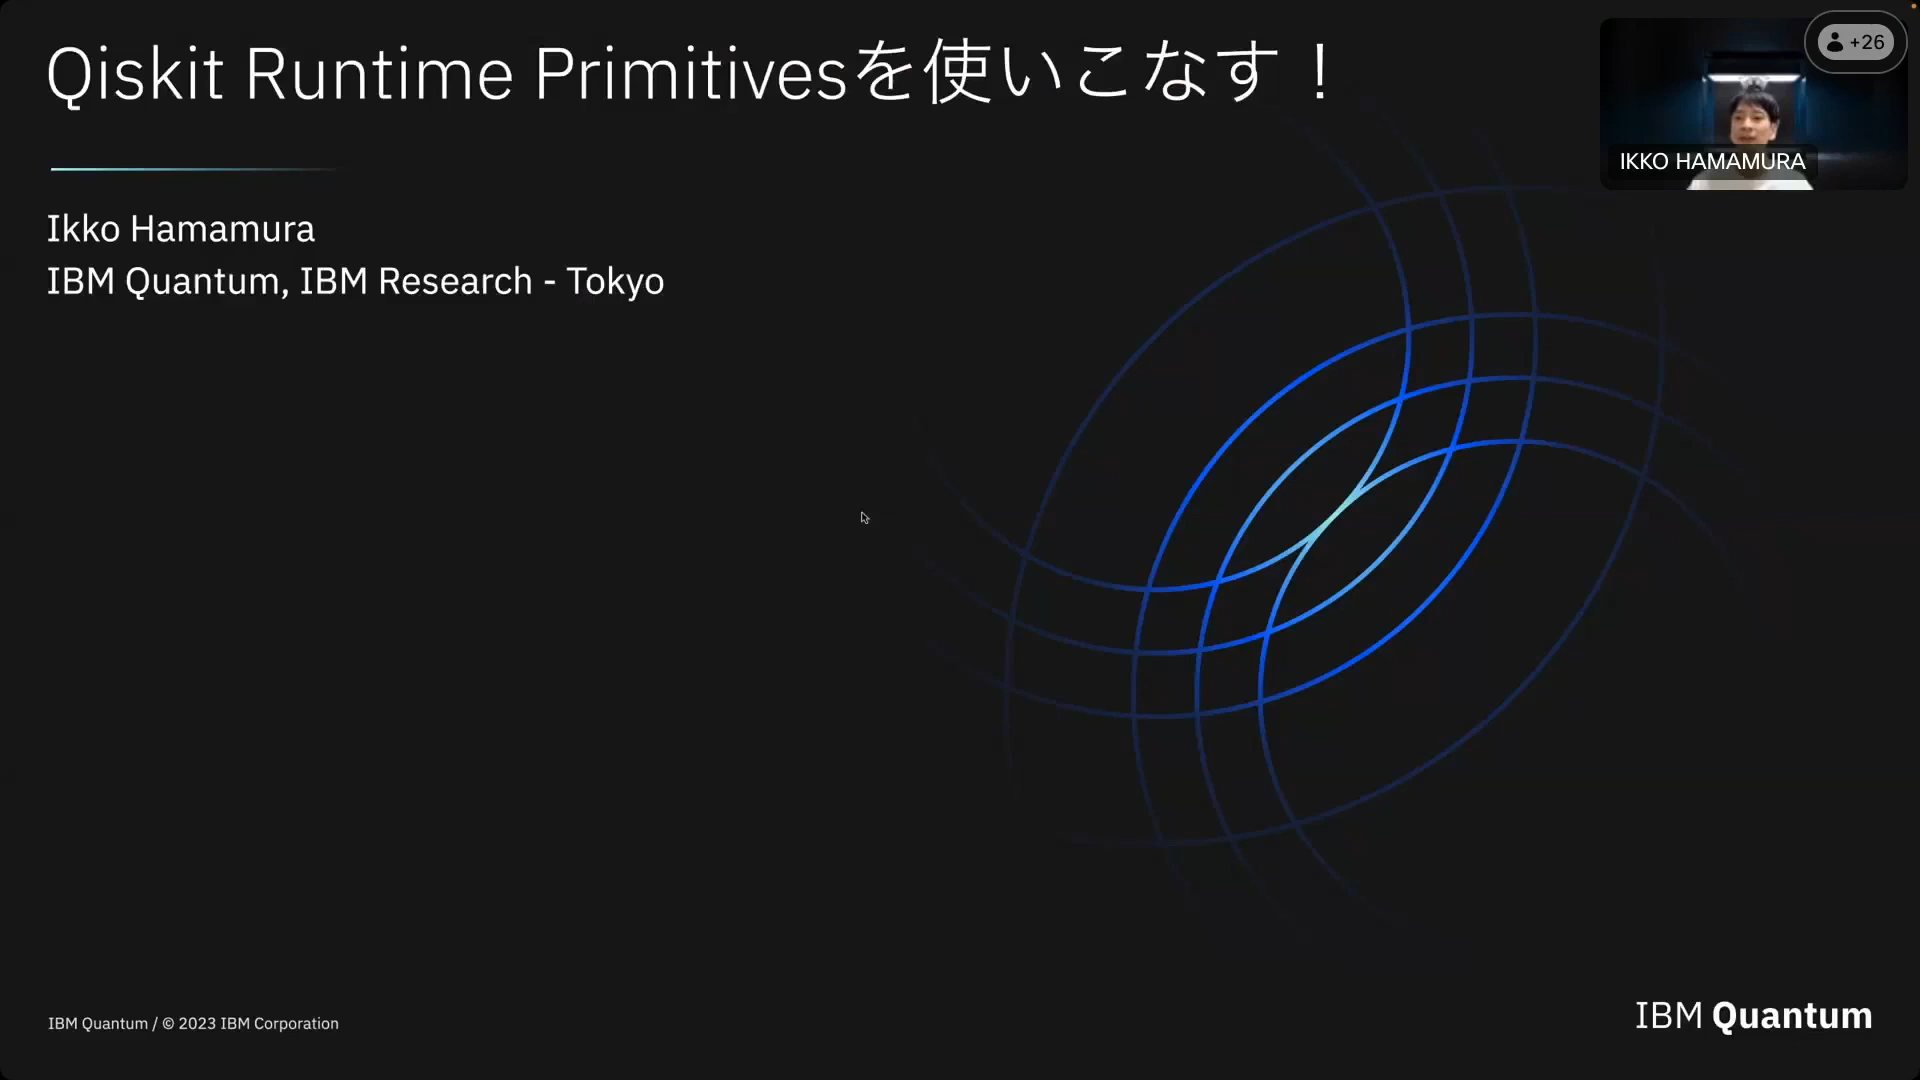 Qiskit Runtime Primitivesを使いこなす！
+26
IKKO HAMAMURA
Ikko Hamamura
IBM Quantum, IBM Research - Tokyo
IBM Quantum / © 2023 IBM Corporation
IBM Quantum